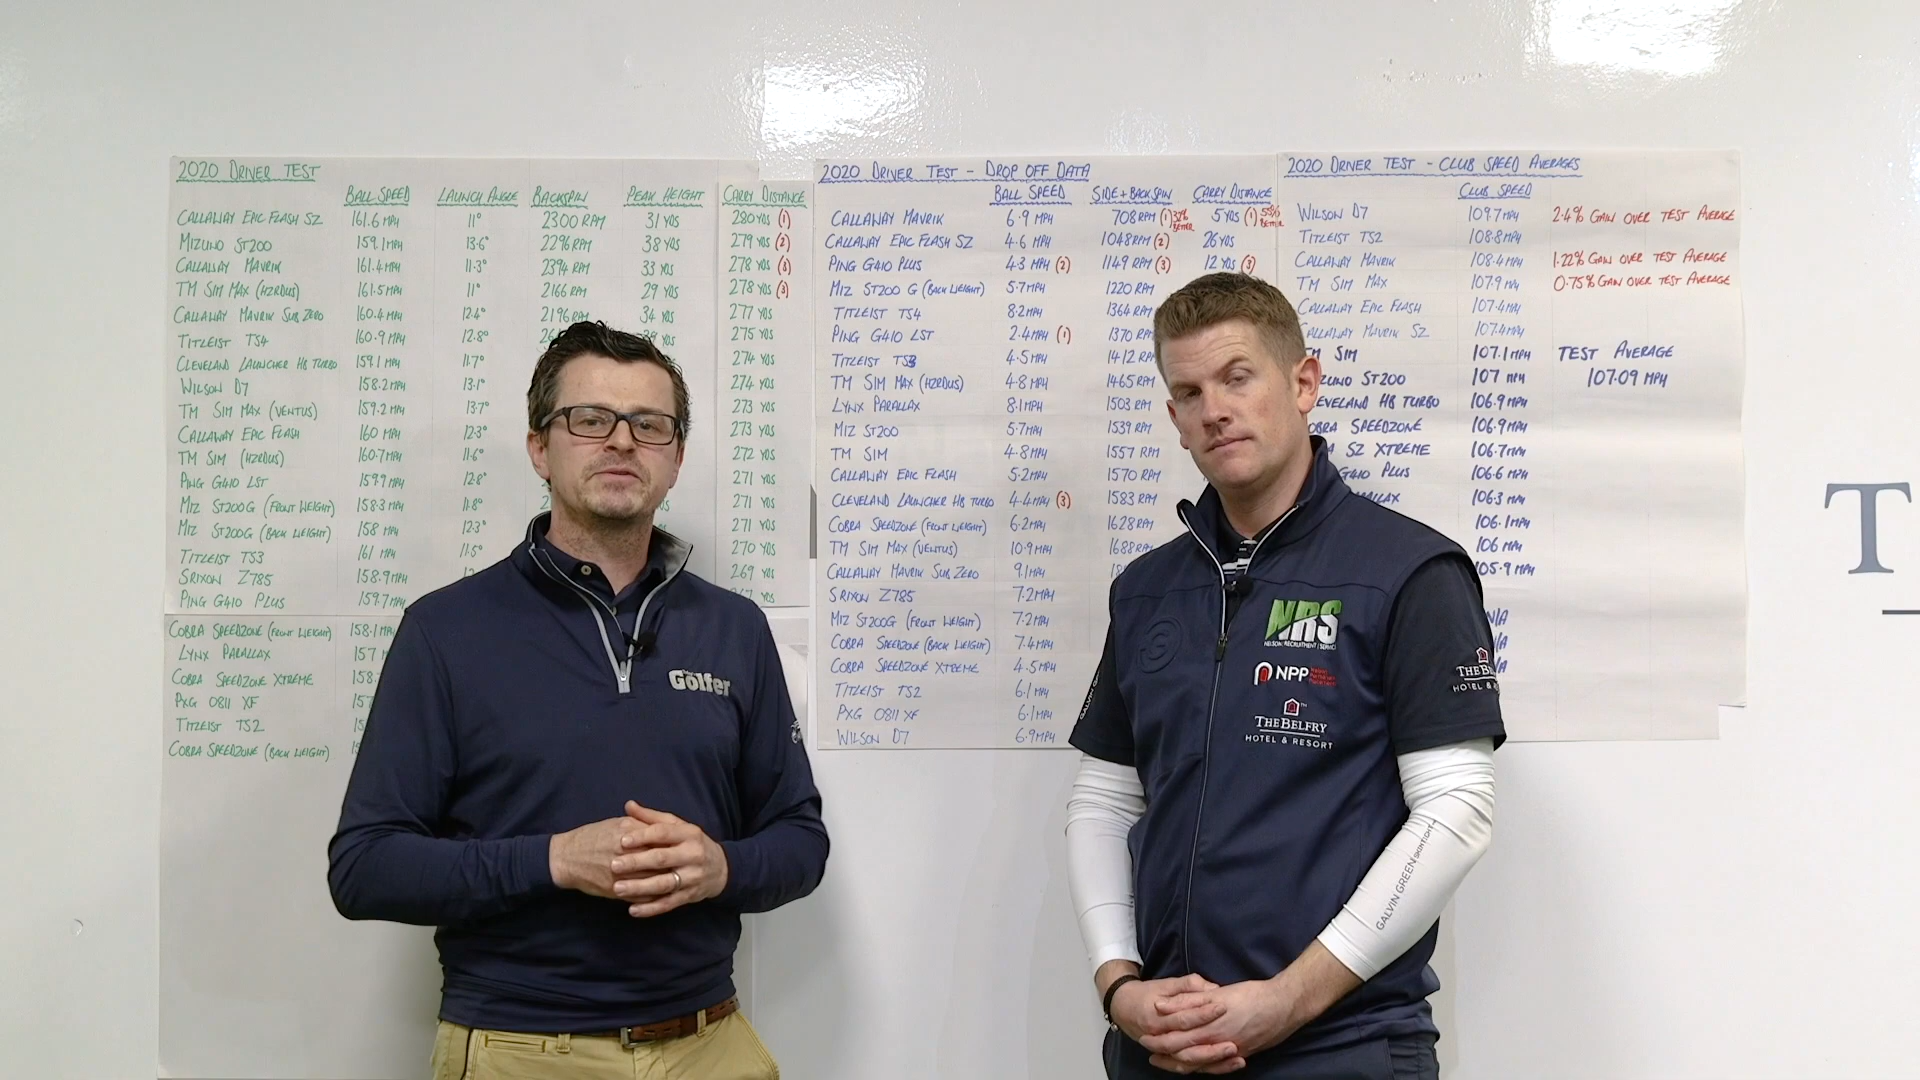 2020 DRIVER TEST
BALL SPEED LAUNCH ANGLE BACKSPIN PEAK HEIGHT CARRY DISTANCE
CALLAWAY EPIC FLASH SZ 161.6 MPH 11° 2300 RPM 31 YDS 280 YDS (1)
MIZUNO ST200 159.1 MPH 13.6° 2296 RPM 38 YDS 279 YDS (2)
CALLAWAY MAVRIK 161.4 MPH 11.3° 2394 RPM 33 YDS 278 YDS (3)
TM SIM MAX (HZRDUS) 161.5 MPH 11° 2166 RPM 29 YDS 278 YDS (3)
CALLAWAY MAVRIK SUB ZERO 160.4 MPH 12.4° 2196 RPM 34 YDS 277 YDS
TITLEIST TS4 160.9 MPH 12.8° YDS 275 YDS
CLEVELAND LAUNCHER HB TURBO 159.1 MPH 11.7° 274 YDS
WILSON D7 158.2 MPH 13.1° 274 YDS
TM SIM MAX (VENTUS) 159.2 MPH 13.7° 273 YDS
CALLAWAY EPIC FLASH 160 MPH 12.3° 273 YDS
TM SIM (HZRDUS) 160.7 MPH 11.6° 272 YDS
PING G410 LST 159.9 MPH 12.8° 271 YDS
MIZ ST200G (FRONT WEIGHT) 158.3 MPH 11.8° 271 YDS
MIZ ST200G (BACK WEIGHT) 158 MPH 12.3° 271 YDS
TITLEIST TS3 161 MPH 11.5° 270 YDS
SRIXON Z785 158.9 MPH 269 YDS
PING G410 PLUS 159.7 MPH YDS
COBRA SPEEDZONE (FRONT WEIGHT) 158.1 MPH
LYNX PARALLAX 157
COBRA SPEEDZONE XTREME 158.
PXG 0811 XF 157
TITLEIST TS2
COBRA SPEEDZONE (BACK WEIGHT)
2020 DRIVER TEST - DROP OFF DATA
BALL SPEED SIDE + BACKSPIN CARRY DISTANCE
CALLAWAY MAVRIK 6.9 MPH 708 RPM (1) BETTER 5 YDS (1) BETTER
CALLAWAY EPIC FLASH SZ 4.6 MPH 1048 RPM (2) 26 YDS
PING G410 PLUS 4.3 MPH (2) 1149 RPM (3) 12 YDS (3)
MIZ ST200 G (BACK WEIGHT) 5.7 MPH 1220 RPM
TITLEIST TS4 8.2 MPH 1364 RPM
PING G410 LST 2.4 MPH (1) 1370 RPM
TITLEIST TS3 4.5 MPH 1412 RPM
TM SIM MAX (HZRDUS) 4.8 MPH 1465 RPM
LYNX PARALLAX 8.1 MPH 1503 RPM
MIZ ST200 5.7 MPH 1539 RPM
TM SIM 4.8 MPH 1557 RPM
CALLAWAY EPIC FLASH 5.2 MPH 1570 RPM
CLEVELAND LAUNCHER HB TURBO 4.4 MPH (3) 1583 RPM
COBRA SPEEDZONE (FRONT WEIGHT) 6.2 MPH 1628 RPM
TM SIM MAX (VENTUS) 10.9 MPH 1688 RPM
CALLAWAY MAVRIK SUB ZERO 9.1 MPH
SRIXON Z785 7.2 MPH
MIZ ST200G (FRONT WEIGHT) 7.2 MPH
COBRA SPEEDZONE (BACK WEIGHT) 7.4 MPH
COBRA SPEEDZONE XTREME 4.5 MPH
TITLEIST TS2 6.1 MPH
PXG 0811 XF 6.1 MPH
WILSON D7 6.9 MPH
2020 DRIVER TEST - CLUB SPEED AVERAGES
CLUB SPEED
WILSON D7 109.7 MPH 2.4% GAIN OVER TEST AVERAGE
TITLEIST TS2 108.8 MPH
CALLAWAY MAVRIK 108.4 MPH 1.22% GAIN OVER TEST AVERAGE
TM SIM MAX 107.9 MPH 0.75% GAIN OVER TEST AVERAGE
CALLAWAY EPIC FLASH 107.4 MPH
CALLAWAY MAVRIK SZ 107.4 MPH
TM SIM 107.1 MPH TEST AVERAGE
MIZUNO ST200 107 MPH 107.09 MPH
CLEVELAND HB TURBO 106.9 MPH
COBRA SPEEDZONE 106.9 MPH
SZ XTREME 106.7 MPH
G410 PLUS 106.6 MPH
106.3 MPH
106.1 MPH
106 MPH
105.9 MPH
N/A
Golfer
NRS
NELSON RECRUITMENT SERVICES
NPP
THE BELFRY
HOTEL & RESORT
THE BE
HOTEL &
GALVIN GREEN
T